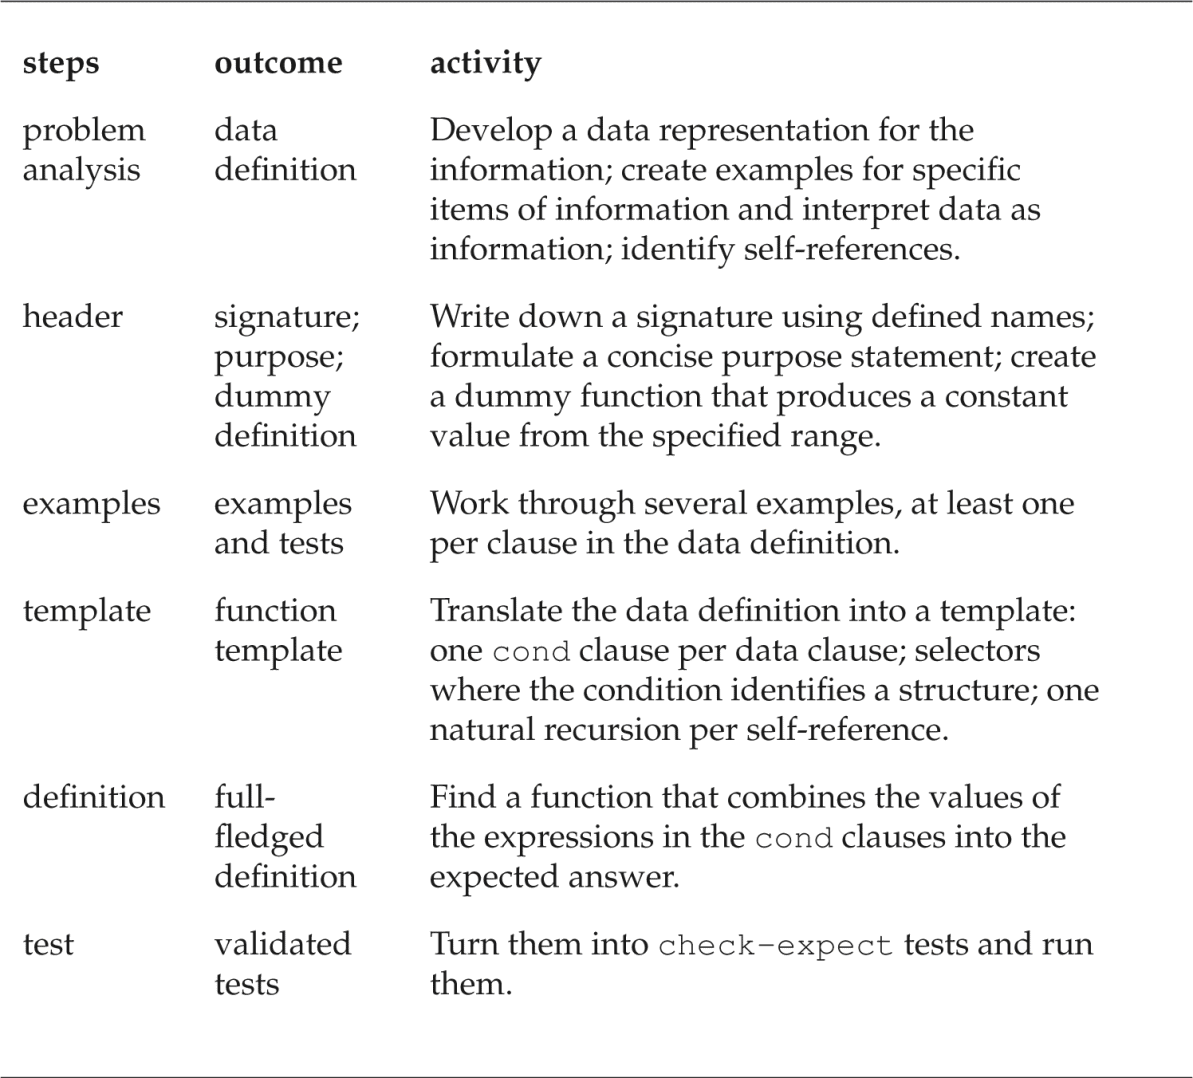 steps outcome activity
problem data Develop a data representation for the
analysis definition information; create examples for specific
items of information and interpret data as
information; identify self-references.
header signature; Write down a signature using defined names;
purpose; formulate a concise purpose statement; create
dummy a dummy function that produces a constant
definition value from the specified range.
examples examples Work through several examples, at least one
and tests per clause in the data definition.
template function Translate the data definition into a template:
template one cond clause per data clause; selectors
where the condition identifies a structure; one
natural recursion per self-reference.
definition full- Find a function that combines the values of
fledged the expressions in the cond clauses into the
definition expected answer.
test validated Turn them into check-expect tests and run
tests them.